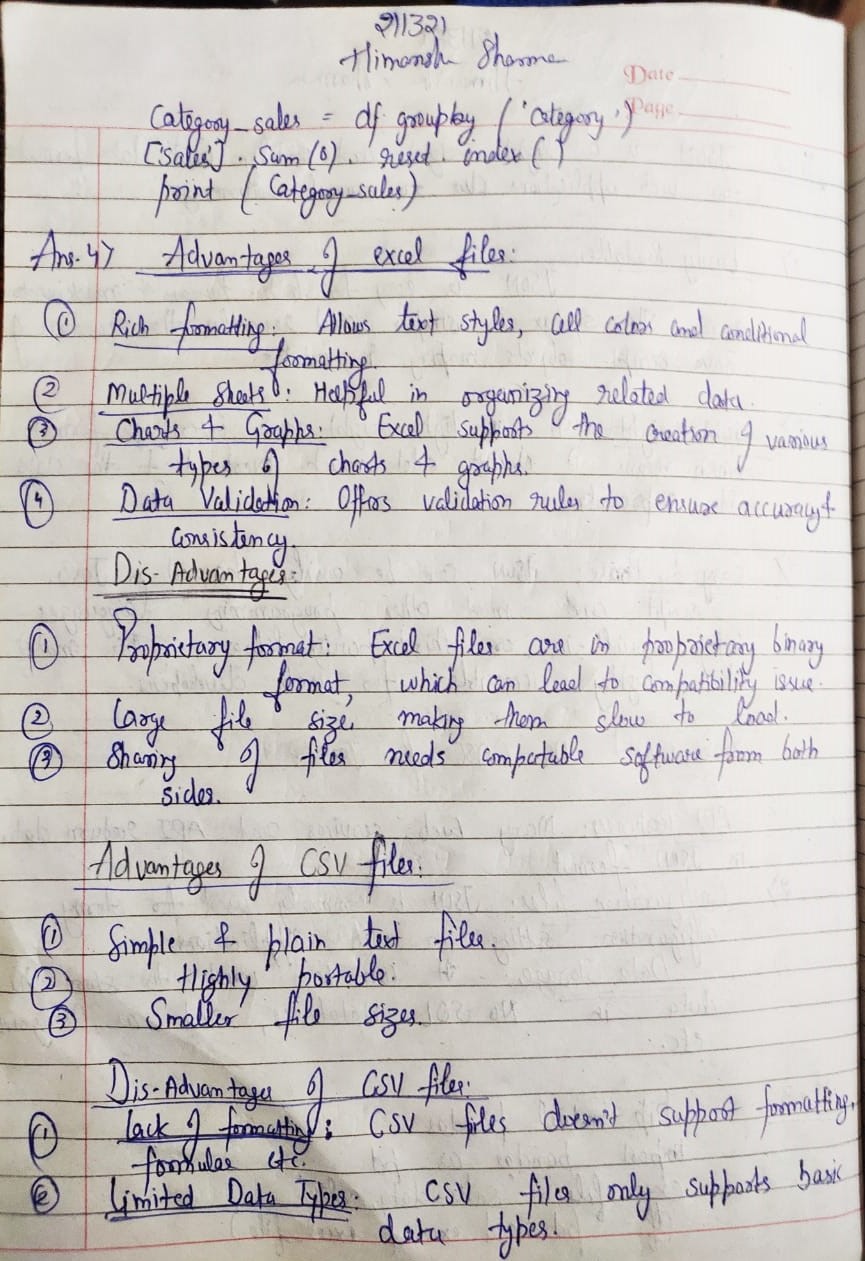 211321
Himanshu Sharma
Date
Page
Category_sales = df groupby ('Category')
['Sales'] . Sum () . reset . index ( )
print (Category_sales)
Ans. 4> Advantages of excel files:
① Rich formatting: Allows text styles, cell colors and conditional
formatting.
② Multiple Sheets: Helpful in organizing related data.
③ Charts & Graphs: Excel supports the creation of various
types of charts & graphs.
④ Data Validation: Offers validation rules to ensure accuracy &
consistency.
Dis-Advantages:
① Proprietary format: Excel files are in proprietary binary
format, which can lead to compatibility issue.
② Large file size, making them slow to load.
③ Sharing of files needs compatable software from both
sides.
Advantages of CSV files:
① Simple & plain text files.
② Highly portable.
③ Smaller file sizes.
Dis-Advantages of CSV files:
① Lack of formatting: CSV files doesn't support formatting,
formulas etc.
② Limited Data Types: CSV files only supports basic
data types.